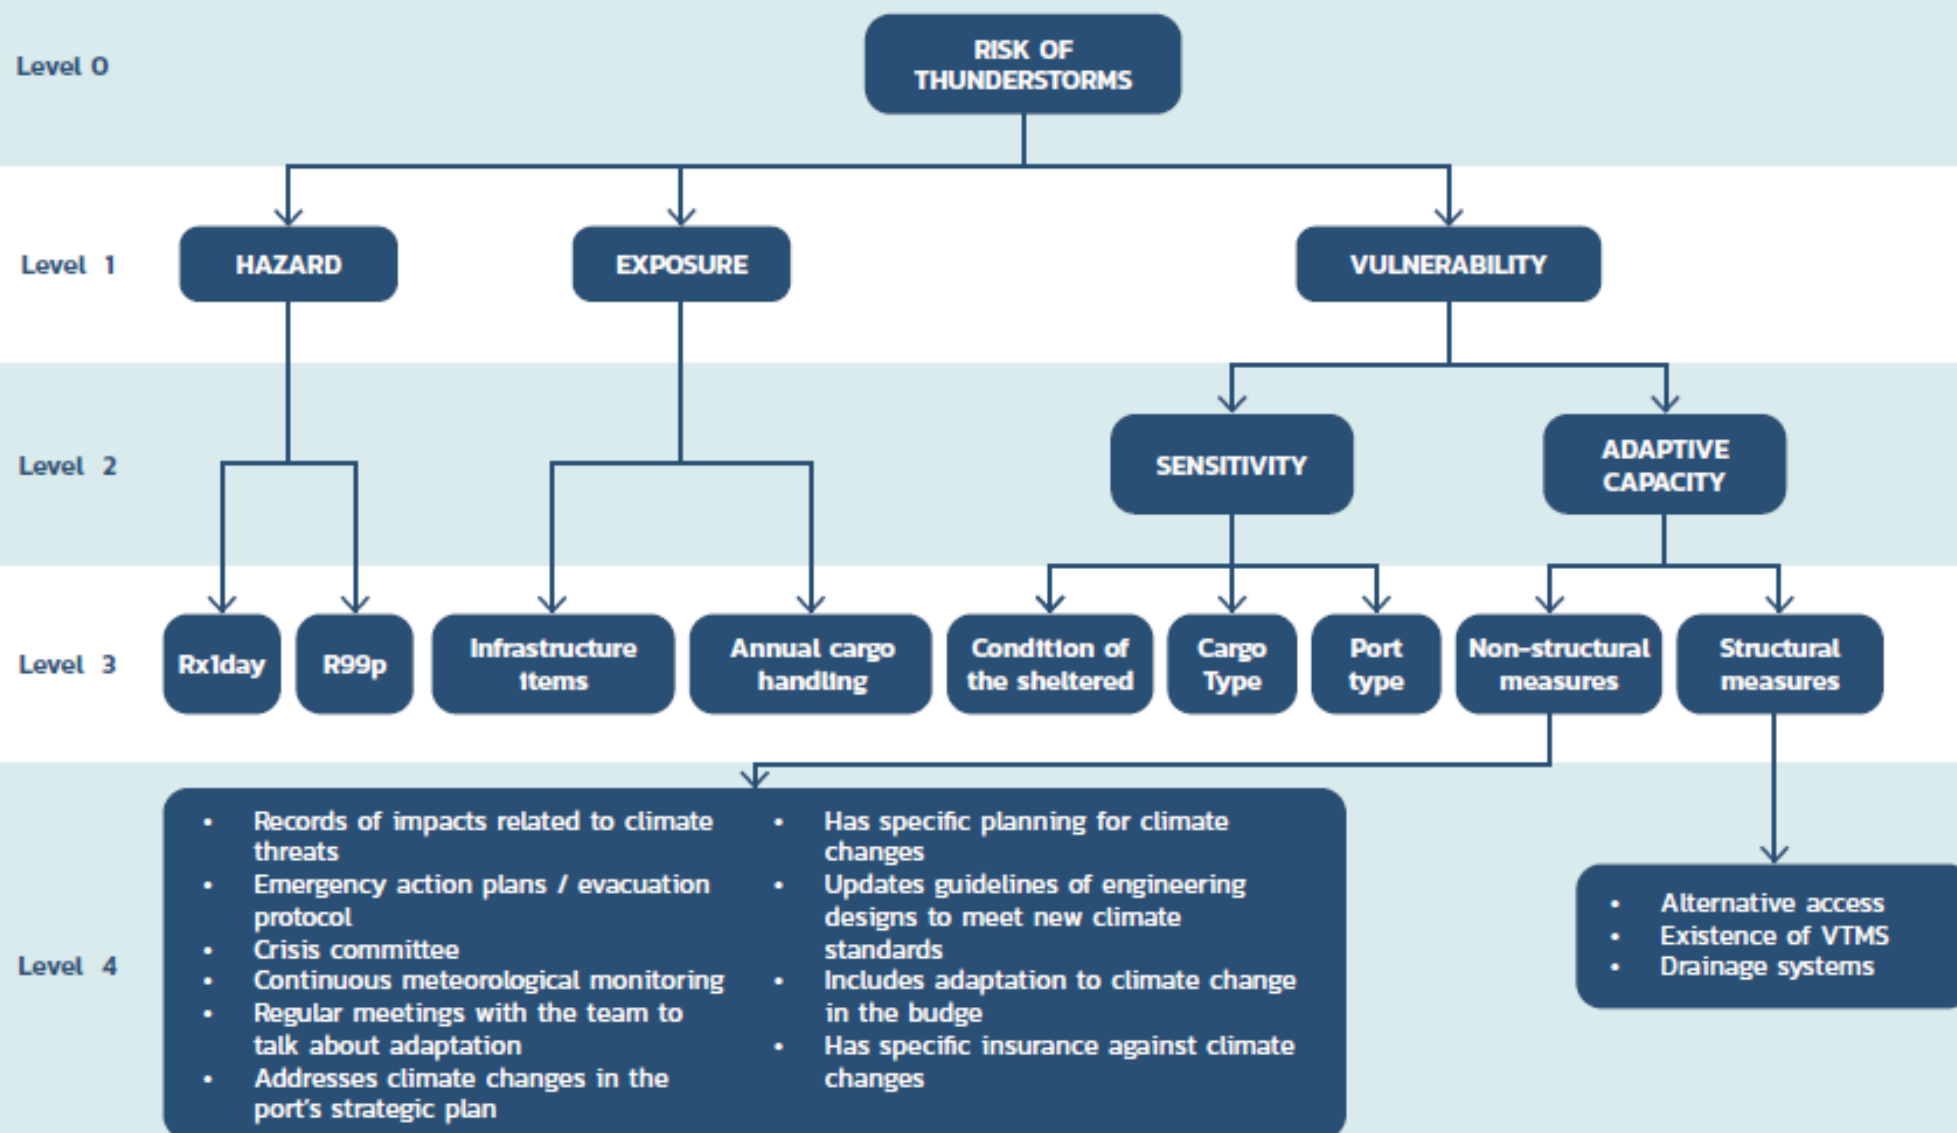 Level 0
RISK OF
THUNDERSTORMS
Level 1
HAZARD
EXPOSURE
VULNERABILITY
Level 2
SENSITIVITY
ADAPTIVE
CAPACITY
Level 3
Rx1day
R99p
Infrastructure
items
Annual cargo
handling
Condition of
the sheltered
Cargo
Type
Port
type
Non-structural
measures
Structural
measures
Level 4
• Records of impacts related to climate
threats
• Emergency action plans / evacuation
protocol
• Crisis committee
• Continuous meteorological monitoring
• Regular meetings with the team to
talk about adaptation
• Addresses climate changes in the
port's strategic plan
• Has specific planning for climate
changes
• Updates guidelines of engineering
designs to meet new climate
standards
• Includes adaptation to climate change
in the budge
• Has specific insurance against climate
changes
• Alternative access
• Existence of VTMS
• Drainage systems